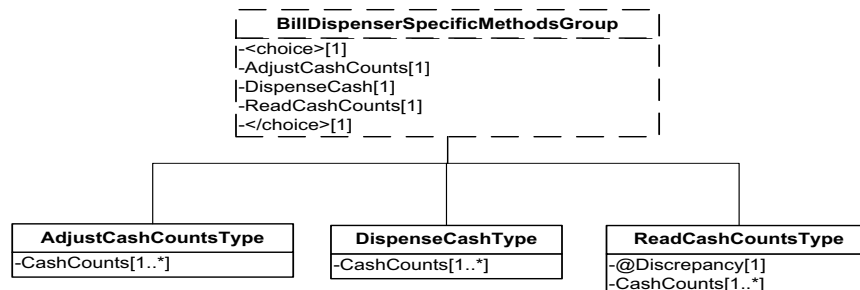 BillDispenserSpecificMethodsGroup
-<choice>[1]
-AdjustCashCounts[1]
-DispenseCash[1]
-ReadCashCounts[1]
-</choice>[1]
AdjustCashCountsType
-CashCounts[1..*]
DispenseCashType
-CashCounts[1..*]
ReadCashCountsType
-@Discrepancy[1]
-CashCounts[1..*]